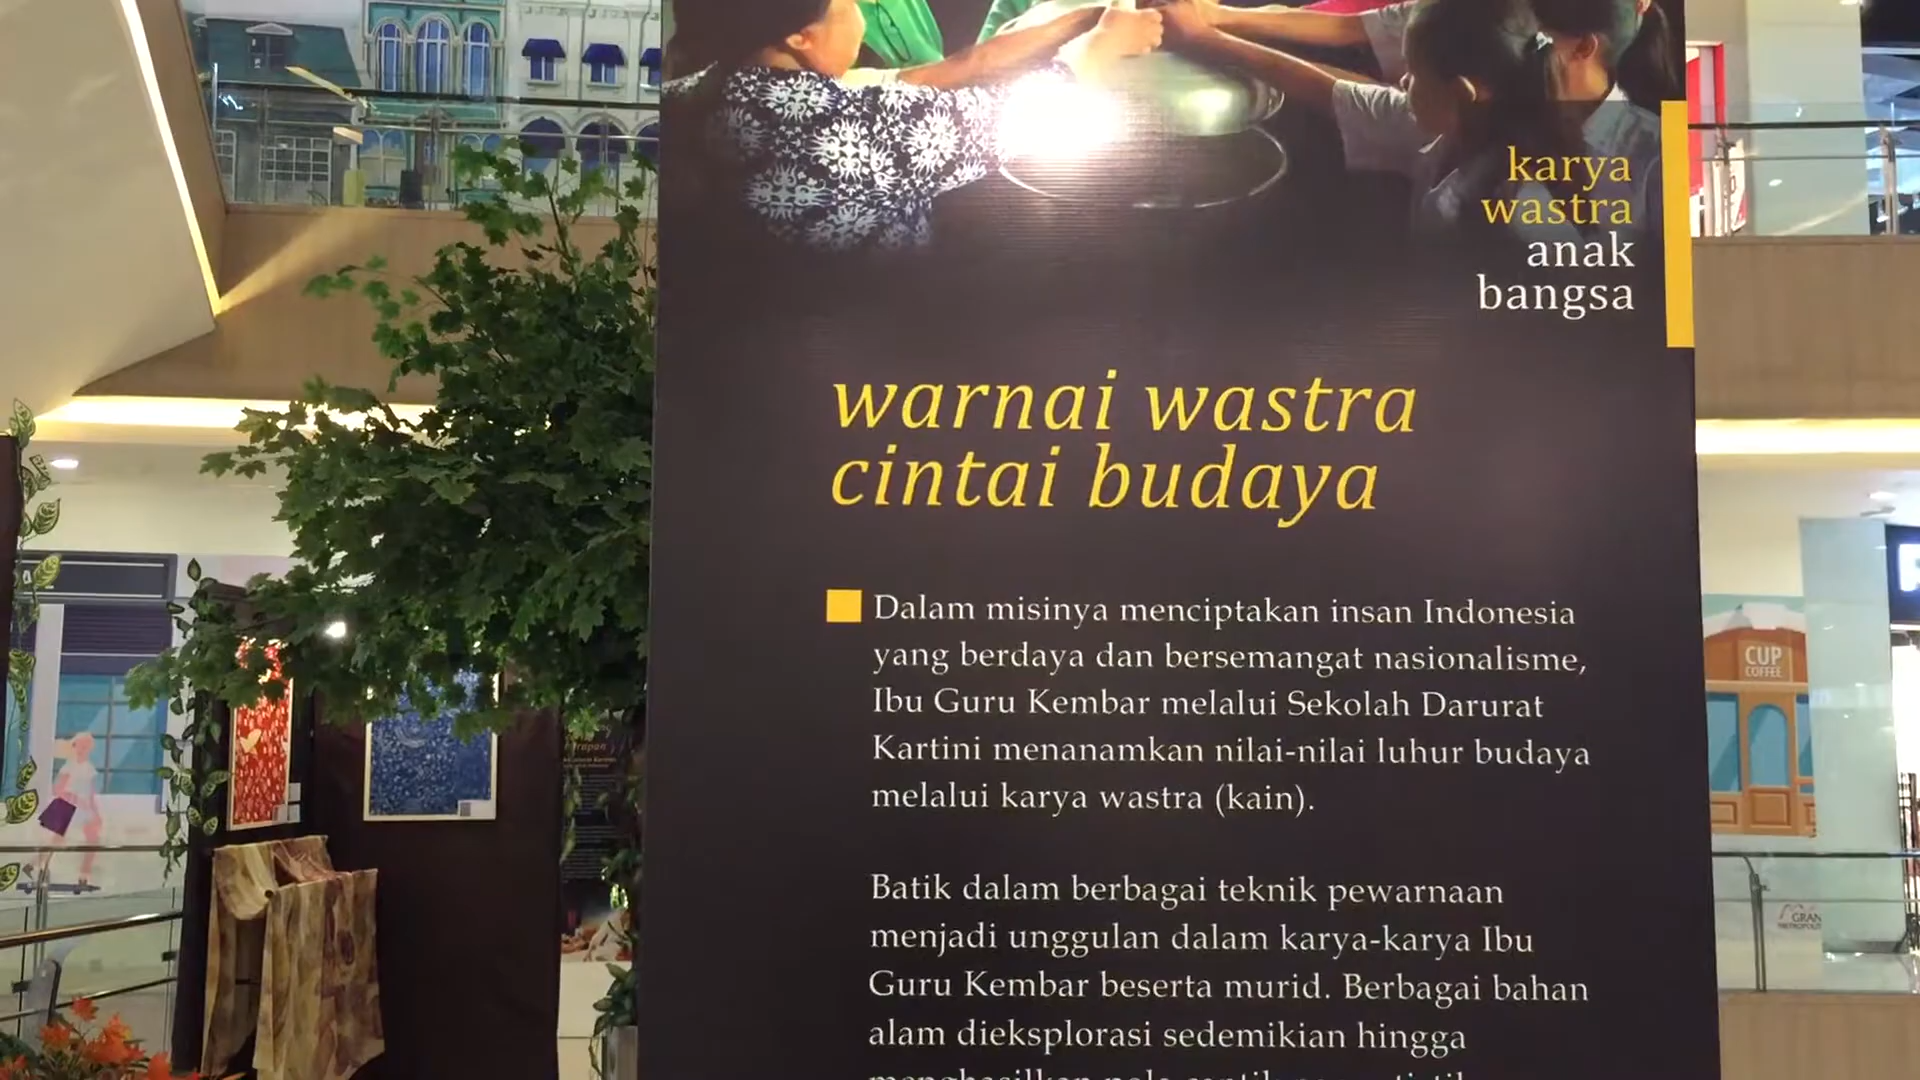 karya
wastra
anak
bangsa
warnai wastra
cintai budaya
Dalam misinya menciptakan insan Indonesia
yang berdaya dan bersemangat nasionalisme,
Ibu Guru Kembar melalui Sekolah Darurat
Kartini menanamkan nilai-nilai luhur budaya
melalui karya wastra (kain).
Batik dalam berbagai teknik pewarnaan
menjadi unggulan dalam karya-karya Ibu
Guru Kembar beserta murid. Berbagai bahan
alam dieksplorasi sedemikian hingga
CUP
COFFEE